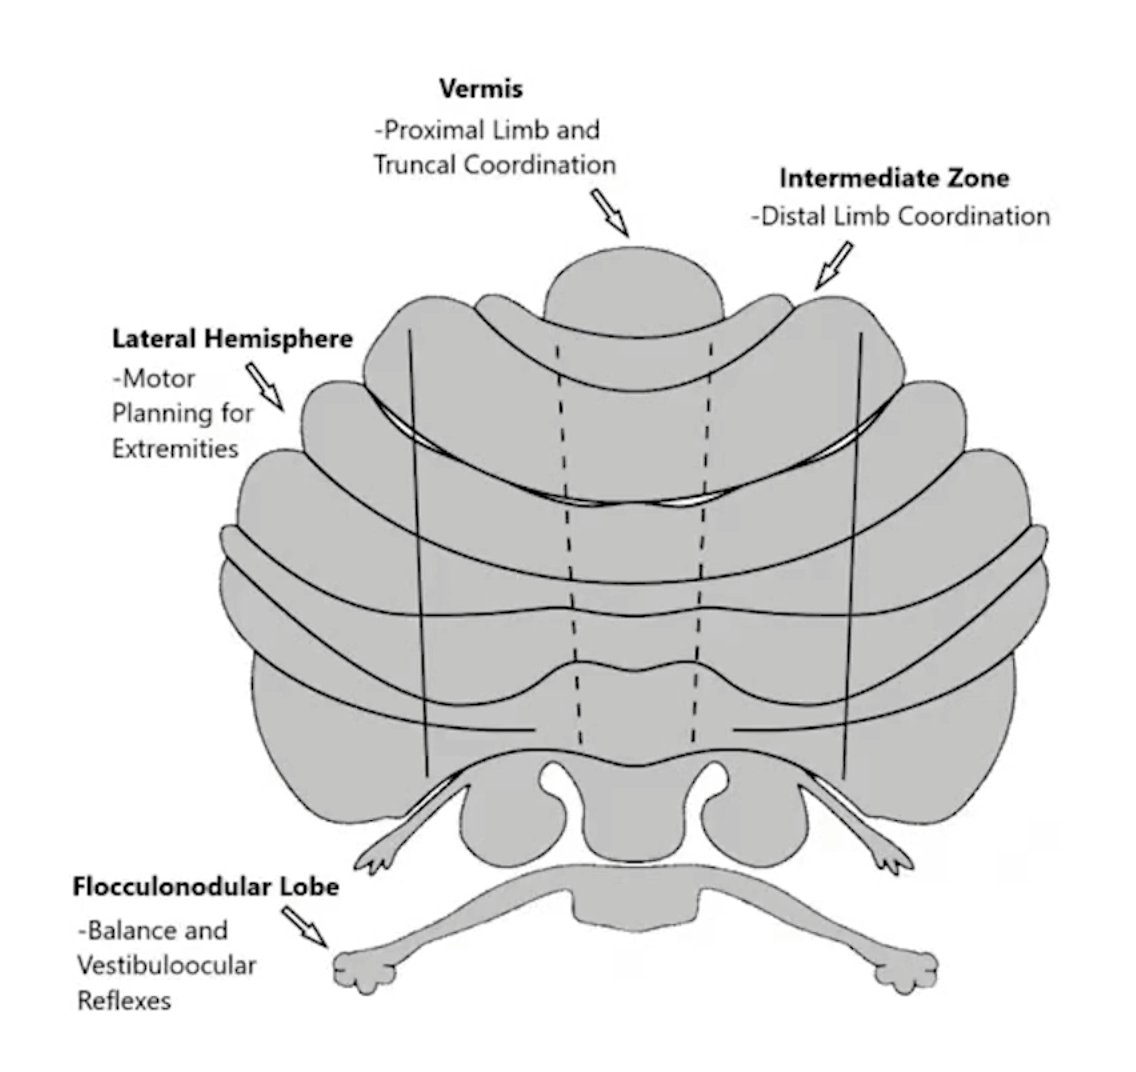 Vermis
-Proximal Limb and
Truncal Coordination
Intermediate Zone
-Distal Limb Coordination
Lateral Hemisphere
-Motor
Planning for
Extremities
Flocculonodular Lobe
-Balance and
Vestibuloocular
Reflexes